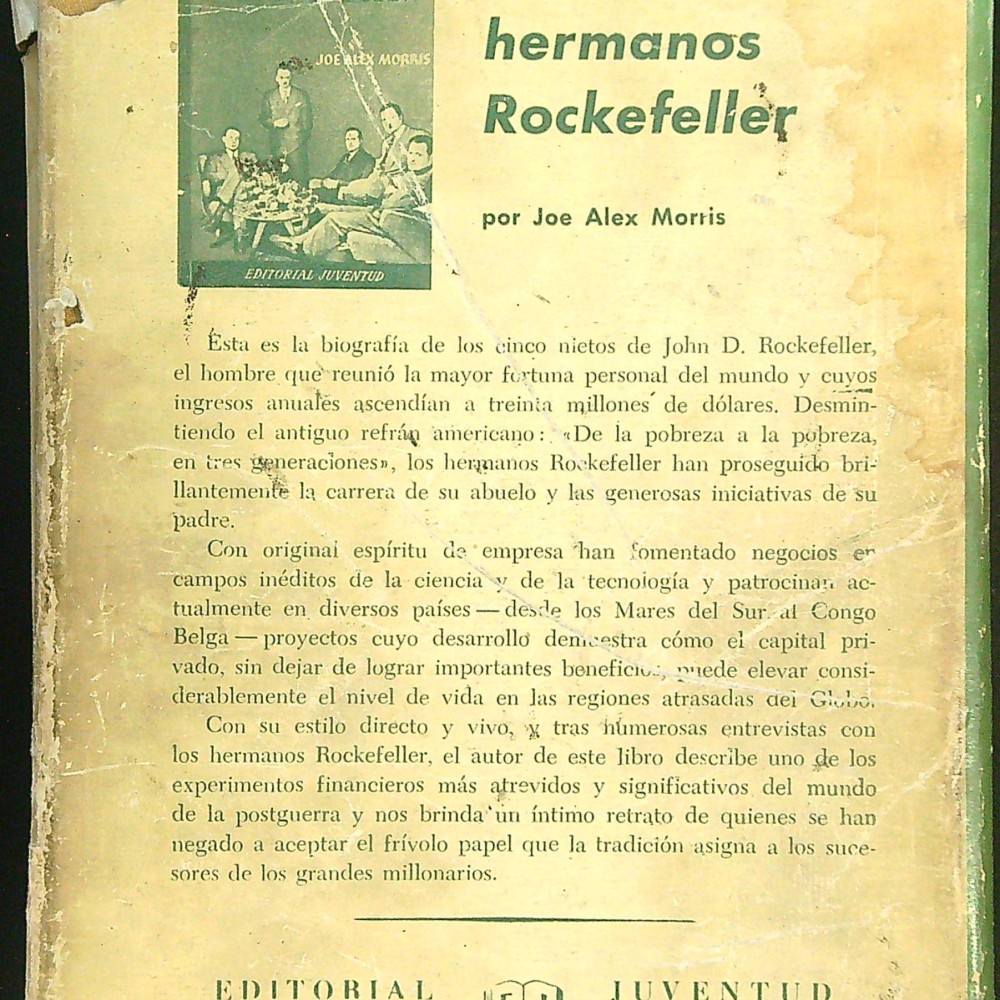 JOE ALEX MORRIS
EDITORIAL JUVENTUD
hermanos
Rockefeller
por Joe Alex Morris
Esta es la biografía de los cinco nietos de John D. Rockefeller,
el hombre que reunió la mayor fortuna personal del mundo y cuyos
ingresos anuales ascendían a treinta millones de dólares. Desmin-
tiendo el antiguo refrán americano: «De la pobreza a la pobreza,
en tres generaciones», los hermanos Rockefeller han proseguido bri-
llantemente la carrera de su abuelo y las generosas iniciativas de su
padre.
Con original espíritu de empresa han fomentado negocios en
campos inéditos de la ciencia y de la tecnología y patrocinan ac-
tualmente en diversos países — desde los Mares del Sur al Congo
Belga — proyectos cuyo desarrollo demuestra cómo el capital pri-
vado, sin dejar de lograr importantes beneficios, puede elevar consi-
derablemente el nivel de vida en las regiones atrasadas del Globo.
Con su estilo directo y vivo, y tras numerosas entrevistas con
los hermanos Rockefeller, el autor de este libro describe uno de los
experimentos financieros más atrevidos y significativos del mundo
de la postguerra y nos brinda un íntimo retrato de quienes se han
negado a aceptar el frívolo papel que la tradición asigna a los suce-
sores de los grandes millonarios.
EDITORIAL JUVENTUD